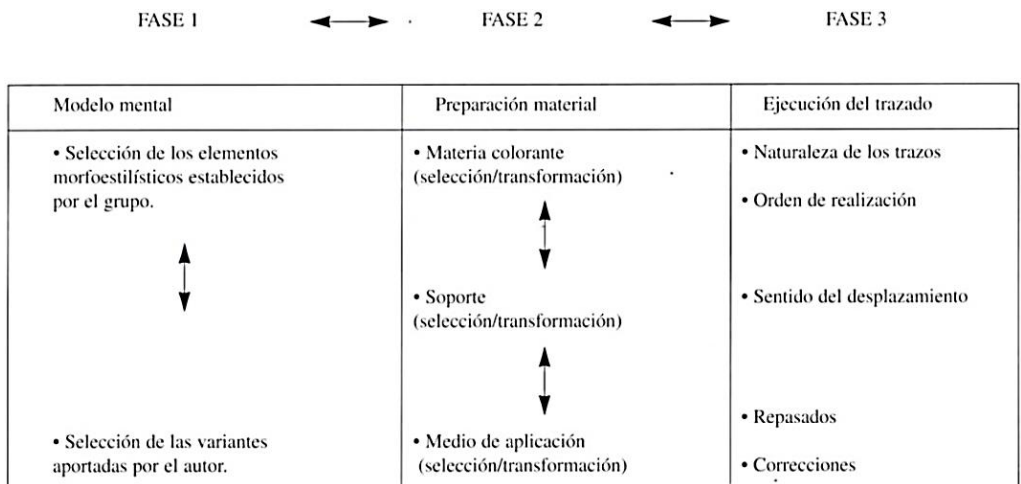 FASE 1
FASE 2
FASE 3
Modelo mental
Preparación material
Ejecución del trazado
• Selección de los elementos
morfoestilísticos establecidos
por el grupo.
• Selección de las variantes
aportadas por el autor.
• Materia colorante
(selección/transformación)
• Soporte
(selección/transformación)
• Medio de aplicación
(selección/transformación)
• Naturaleza de los trazos
• Orden de realización
• Sentido del desplazamiento
• Repasados
• Correcciones